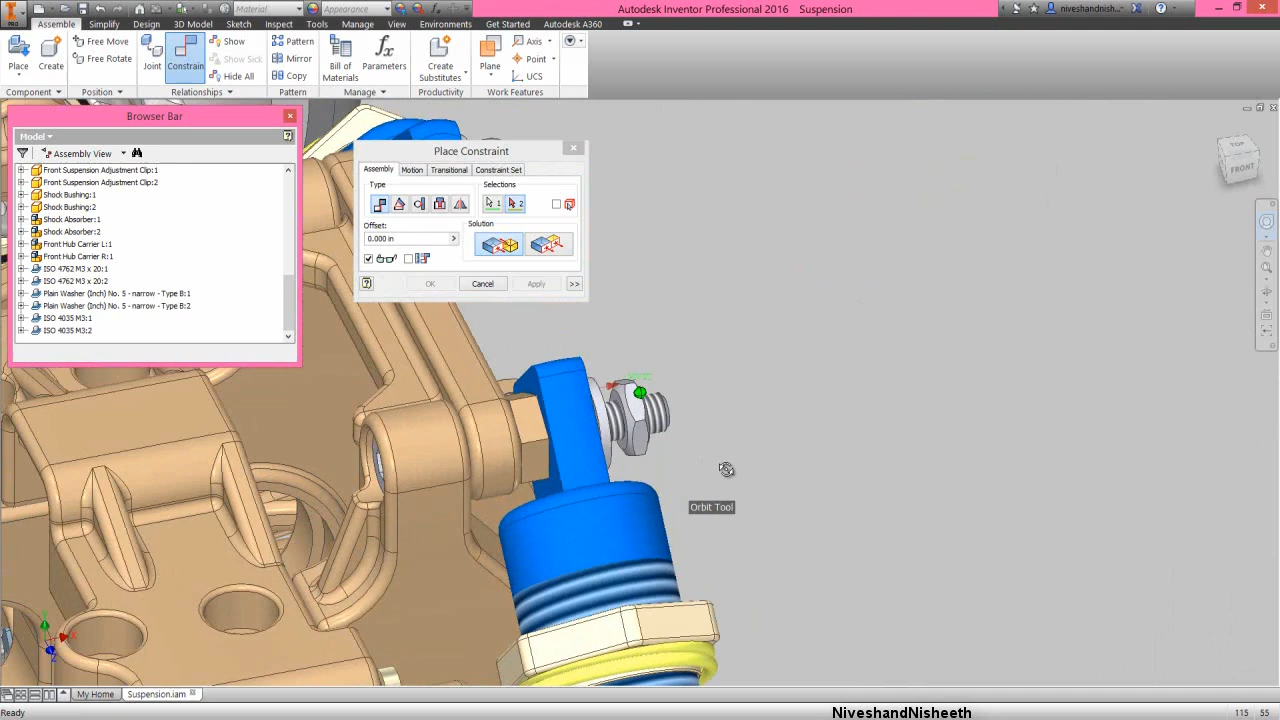 Material
Appearance
Autodesk Inventor Professional 2016 Suspension
niveshandnish...
PRO
Assemble Simplify Design 3D Model Sketch Inspect Tools Manage View Environments Get Started Autodesk A360
Place Create Free Move Free Rotate Joint Constrain Show Show Sick Hide All Pattern Mirror Copy Bill of Materials Parameters Create Substitutes Plane Axis Point UCS
Component Position Relationships Pattern Manage Productivity Work Features
Browser Bar
Model
Assembly View
Front Suspension Adjustment Clip:1
Front Suspension Adjustment Clip:2
Shock Bushing:1
Shock Bushing:2
Shock Absorber:1
Shock Absorber:2
Front Hub Carrier L:1
Front Hub Carrier R:1
ISO 4762 M3 x 20:1
ISO 4762 M3 x 20:2
Plain Washer (Inch) No. 5 - narrow - Type B:1
Plain Washer (Inch) No. 5 - narrow - Type B:2
ISO 4035 M3:1
ISO 4035 M3:2
Place Constraint
Assembly Motion Transitional Constraint Set
Type Selections
1 2
Offset: Solution
0.000 in
OK Cancel Apply >>
TOP
FRONT
Orbit Tool
Y
X
Z
My Home Suspension.iam
Ready
NiveshandNisheeth
115 55